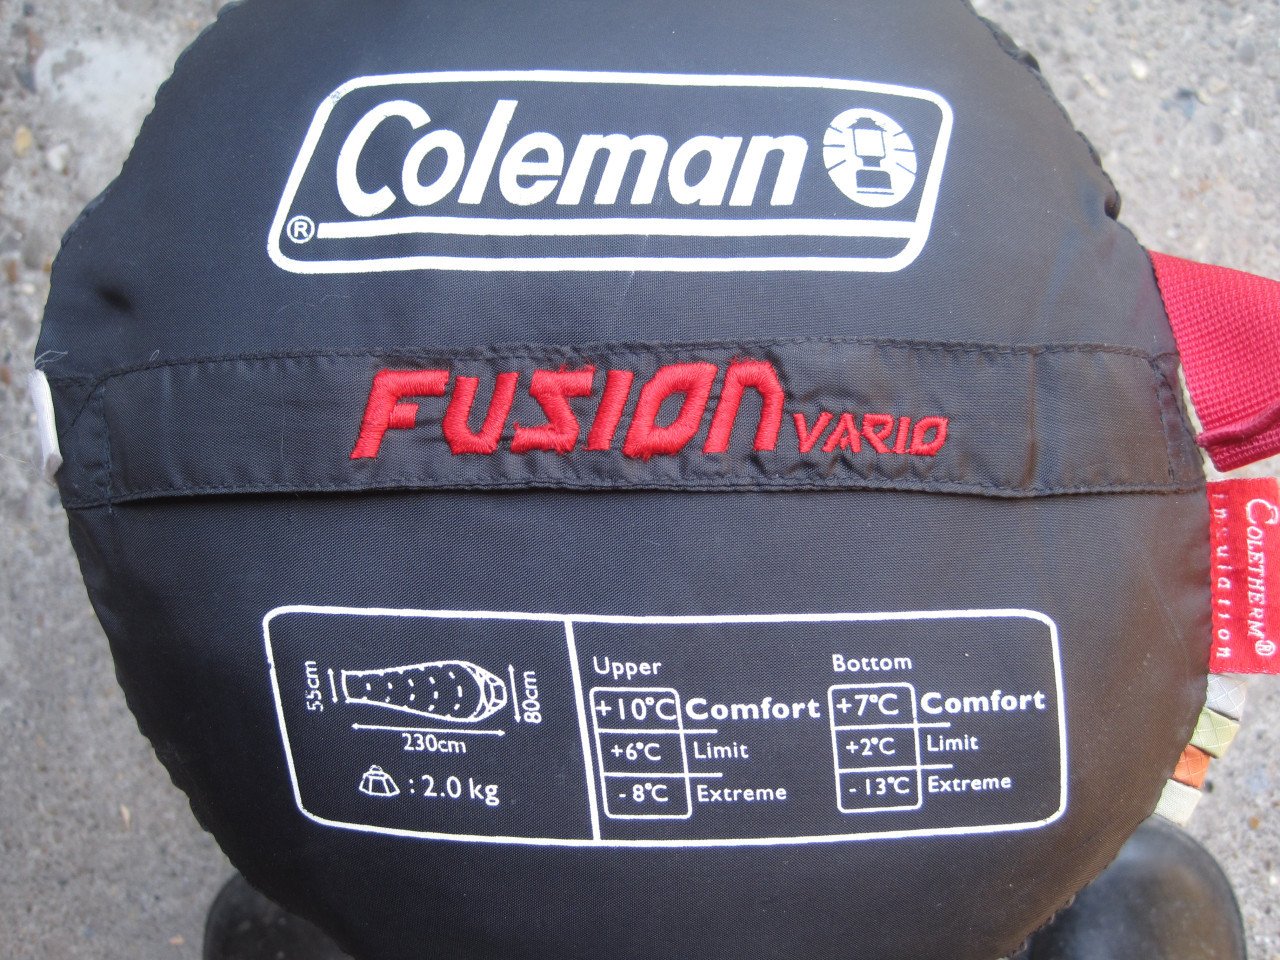 Coleman
®
FUSION VARIO
COLETHERM®
insulation
55cm
80cm
230cm
: 2.0 kg
Upper
+10°C Comfort
+6°C Limit
- 8°C Extreme
Bottom
+7°C Comfort
+2°C Limit
- 13°C Extreme